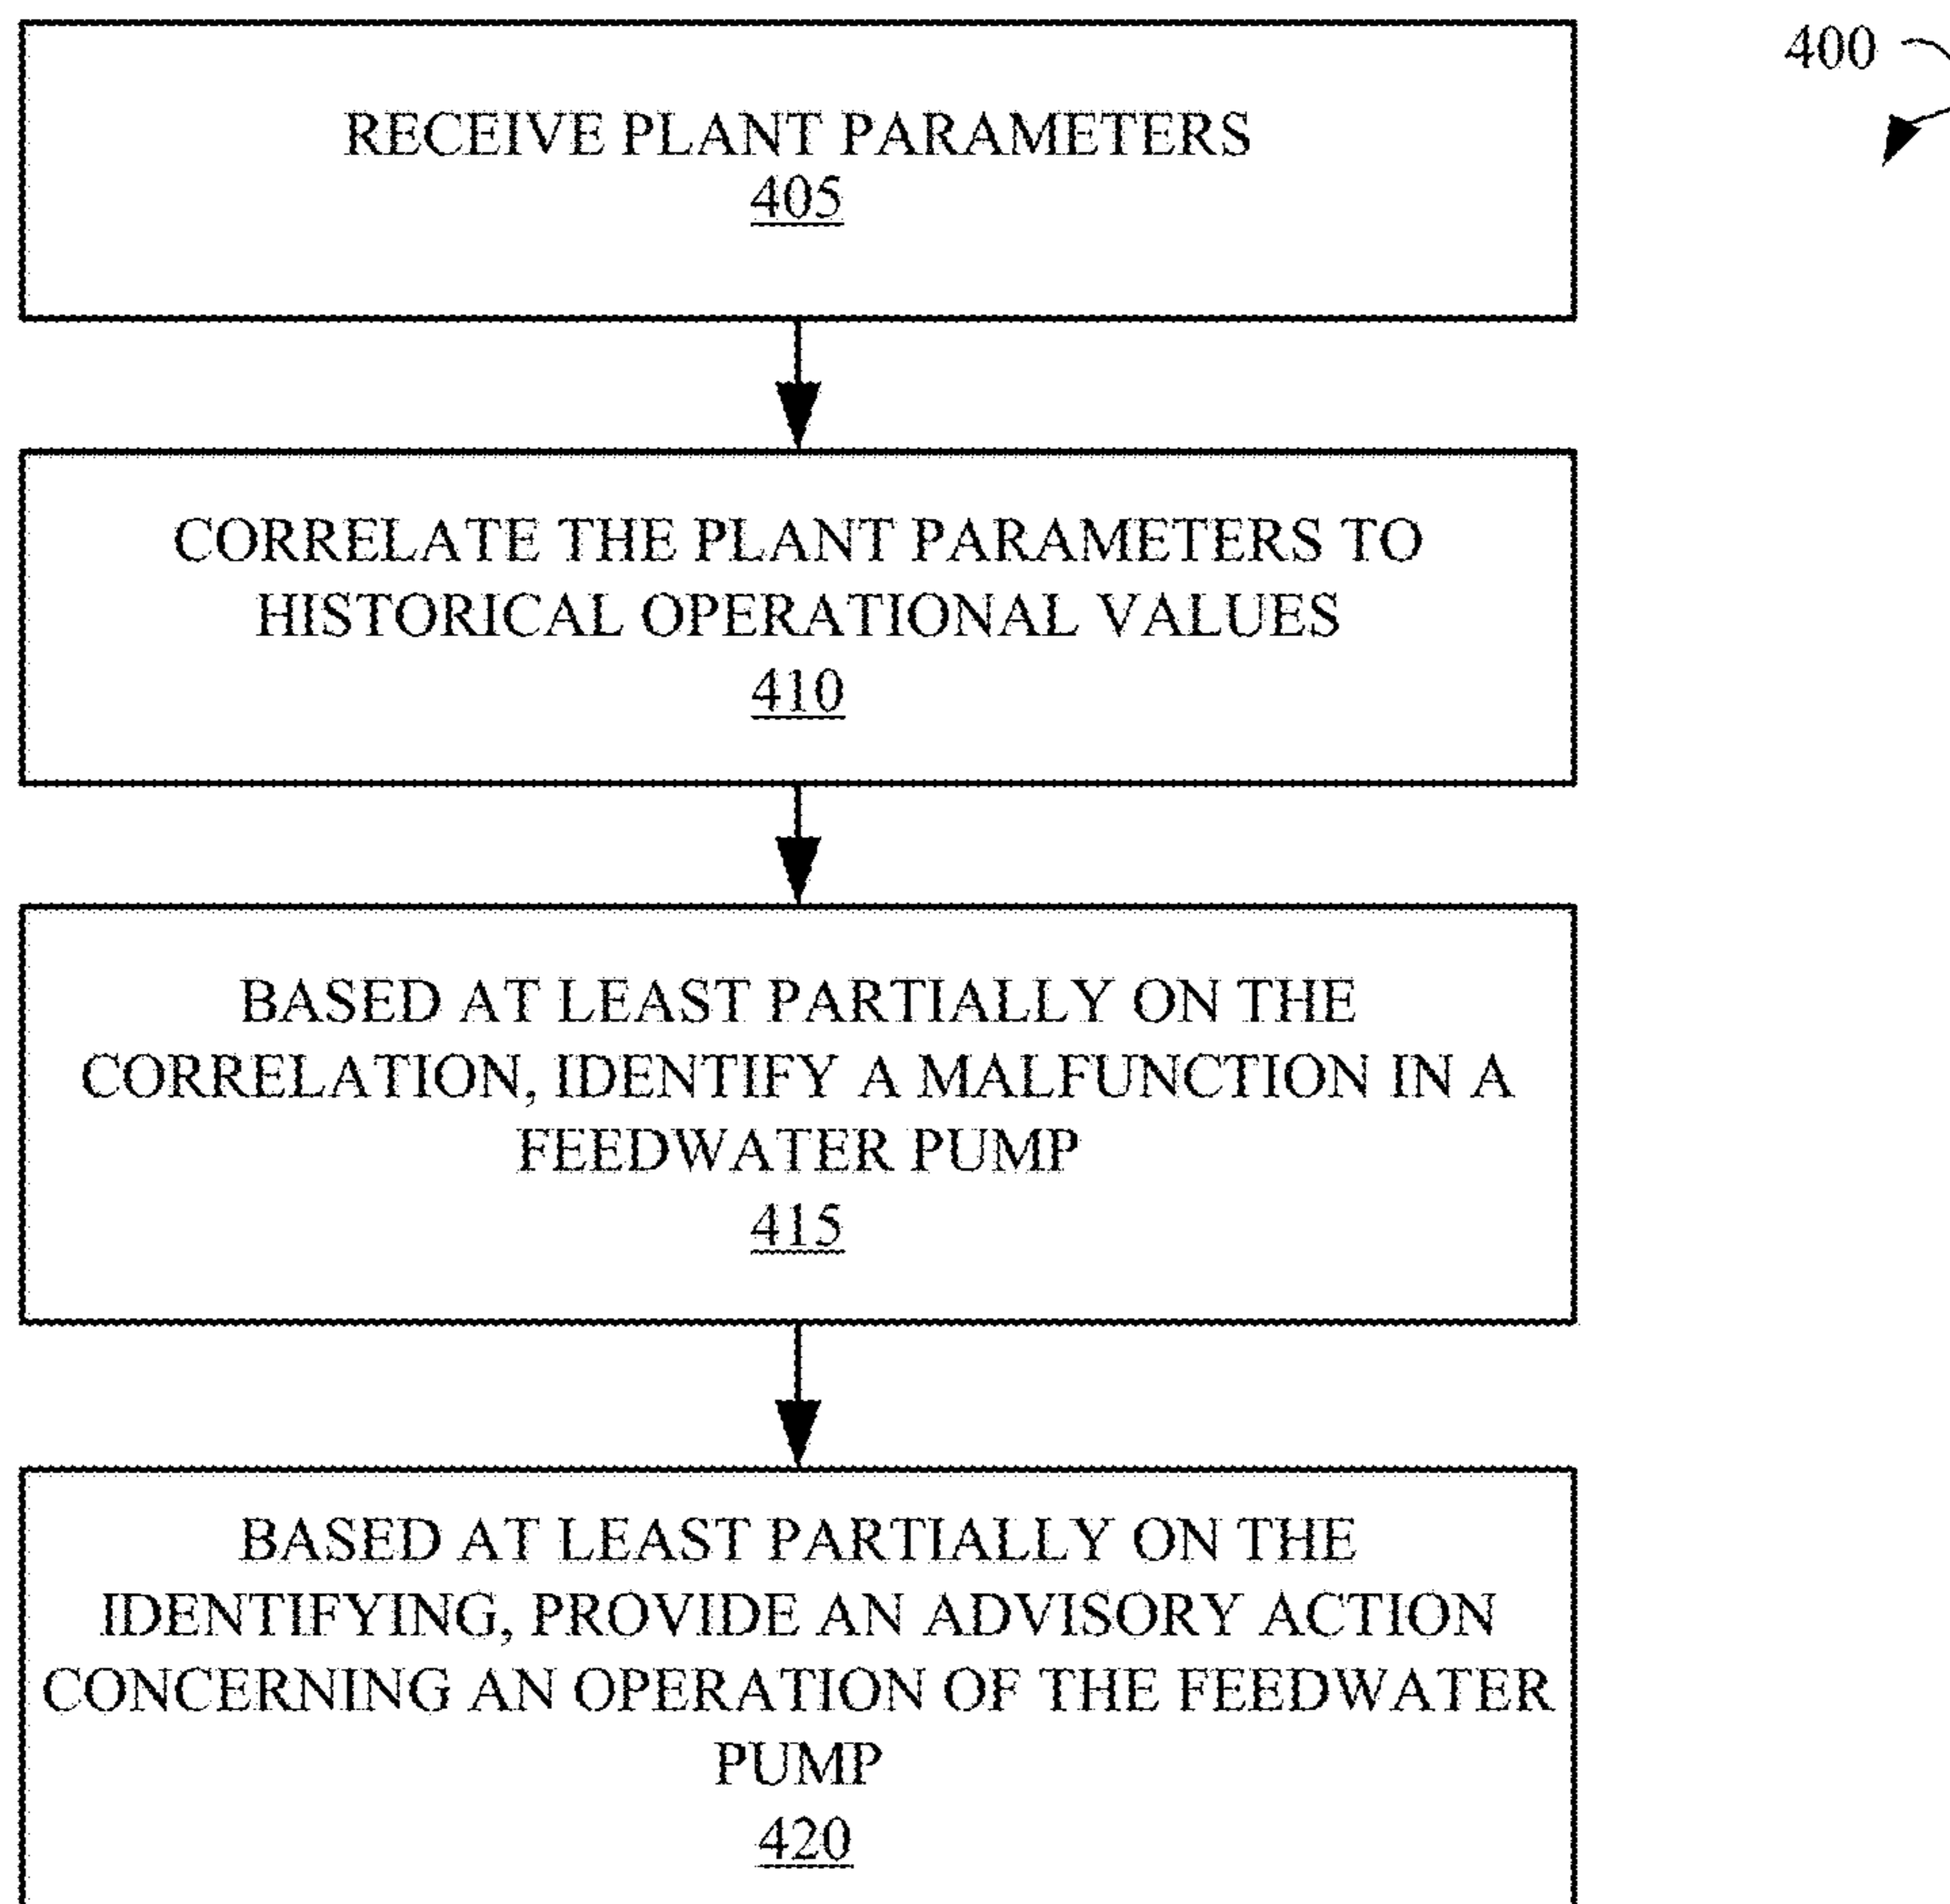 400
RECEIVE PLANT PARAMETERS
405
CORRELATE THE PLANT PARAMETERS TO
HISTORICAL OPERATIONAL VALUES
410
BASED AT LEAST PARTIALLY ON THE
CORRELATION, IDENTIFY A MALFUNCTION IN A
FEEDWATER PUMP
415
BASED AT LEAST PARTIALLY ON THE
IDENTIFYING, PROVIDE AN ADVISORY ACTION
CONCERNING AN OPERATION OF THE FEEDWATER
PUMP
420